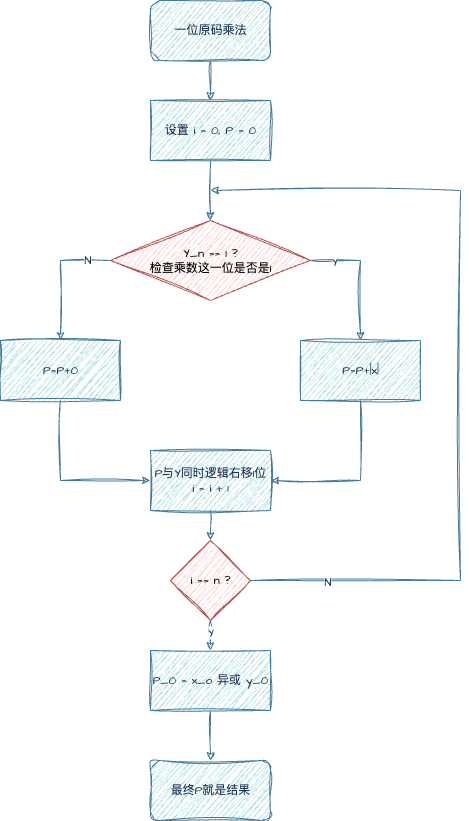 一位原码乘法
设置 i = 0, P = 0
Y_n == 1 ?
检查乘数这一位是否是1
N
Y
P=P+0
P=P+|x|
P与Y同时逻辑右移1位
i = i + 1
i == n ?
N
Y
P_0 = x_0 异或 y_0
最终P就是结果